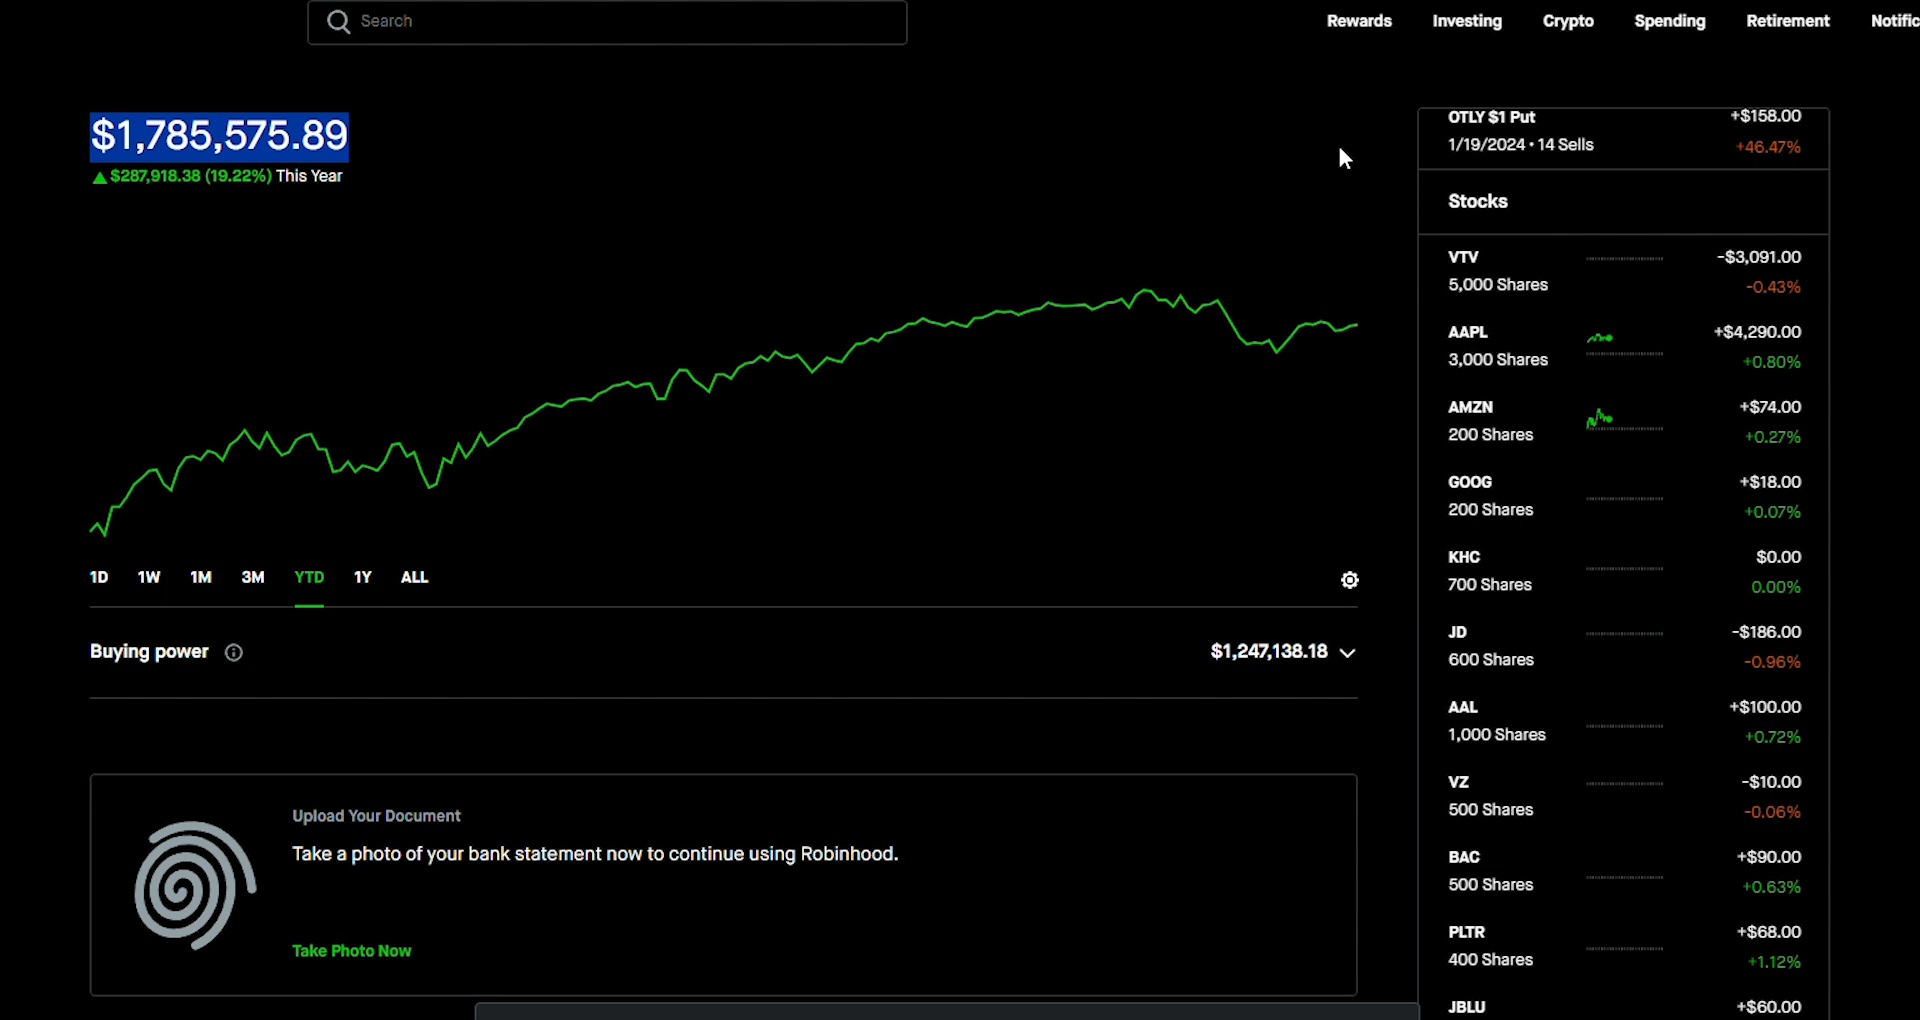 Search
Rewards Investing Crypto Spending Retirement Notific
$1,785,575.89
$287,918.38 (19.22%) This Year
1D 1W 1M 3M YTD 1Y ALL
Buying power
$1,247,138.18
Upload Your Document
Take a photo of your bank statement now to continue using Robinhood.
Take Photo Now
OTLY $1 Put +$158.00
1/19/2024 • 14 Sells +46.47%
Stocks
VTV -$3,091.00
5,000 Shares -0.43%
AAPL +$4,290.00
3,000 Shares +0.80%
AMZN +$74.00
200 Shares +0.27%
GOOG +$18.00
200 Shares +0.07%
KHC $0.00
700 Shares 0.00%
JD -$186.00
600 Shares -0.96%
AAL +$100.00
1,000 Shares +0.72%
VZ -$10.00
500 Shares -0.06%
BAC +$90.00
500 Shares +0.63%
PLTR +$68.00
400 Shares +1.12%
JBLU +$60.00